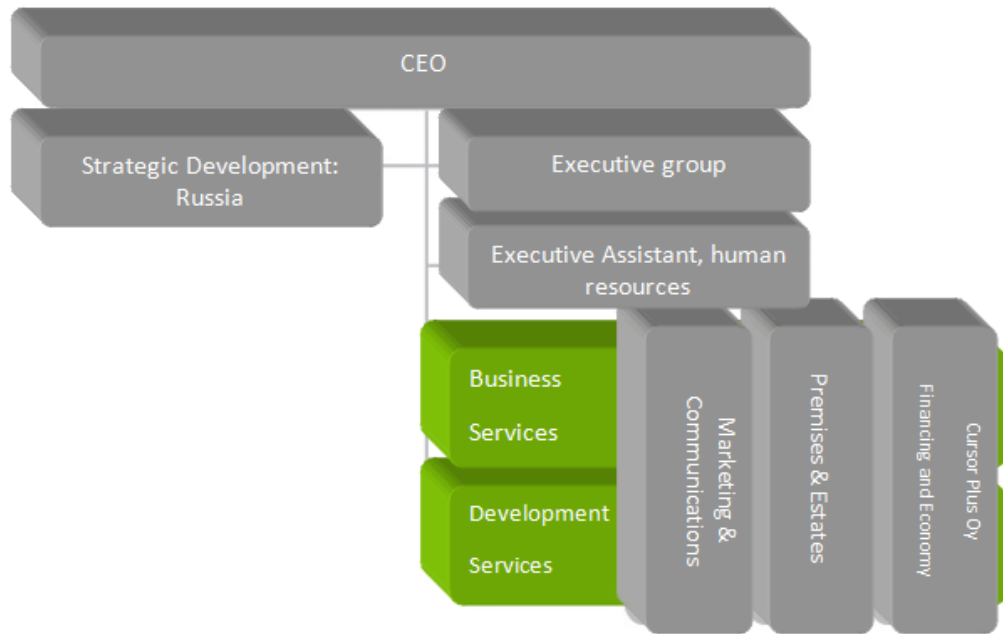 CEO
Strategic Development:
Russia
Executive group
Executive Assistant, human
resources
Business
Services
Development
Services
Marketing &
Communications
Premises & Estates
Cursor Plus Oy
Financing and Economy